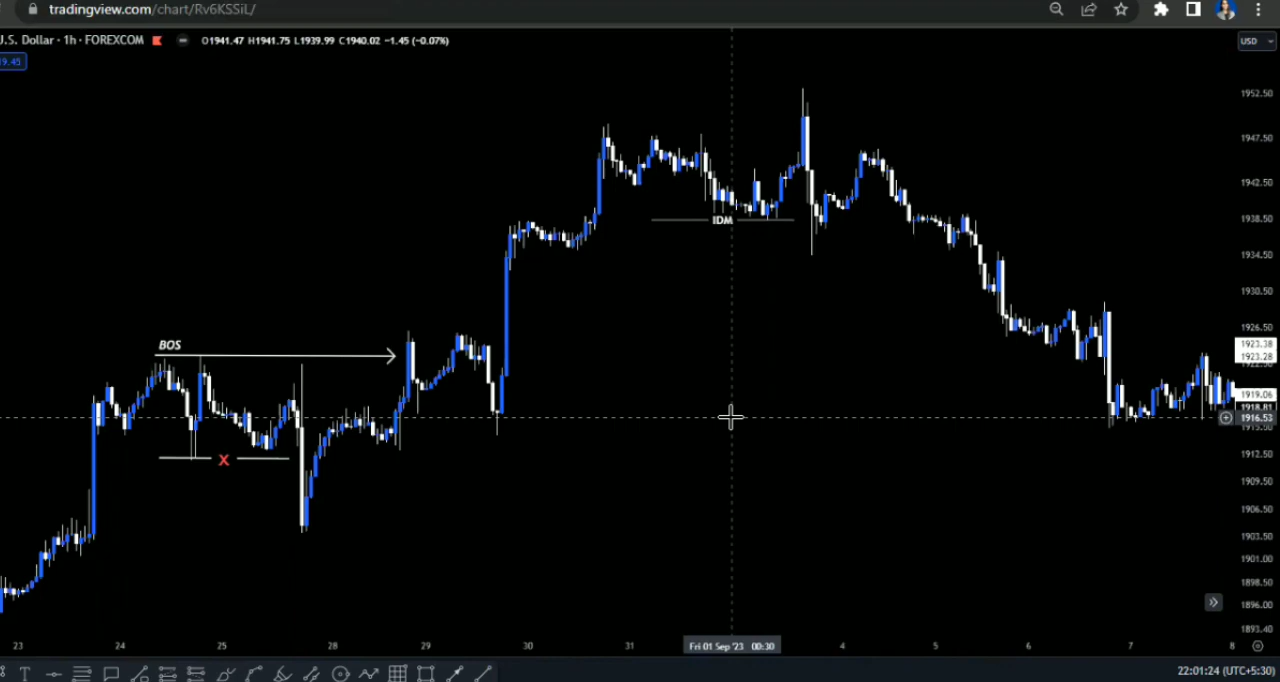 tradingview.com/chart/Rv6KSSiL/
U.S. Dollar · 1h · FOREXCOM O1941.47 H1941.75 L1939.99 C1940.02 −1.45 (−0.07%)
USD
19.45
1952.50
1947.50
1942.50
1938.50
1934.50
1930.50
1926.50
1923.38
1923.28
1919.06
1918.81
1916.53
1912.50
1909.50
1906.50
1903.50
1901.00
1898.50
1896.00
1893.40
IDM
BOS
X
23 24 25 28 29 30 31 Fri 01 Sep '23 00:30 4 5 6 7 8
T
22:01:24 (UTC+5:30)